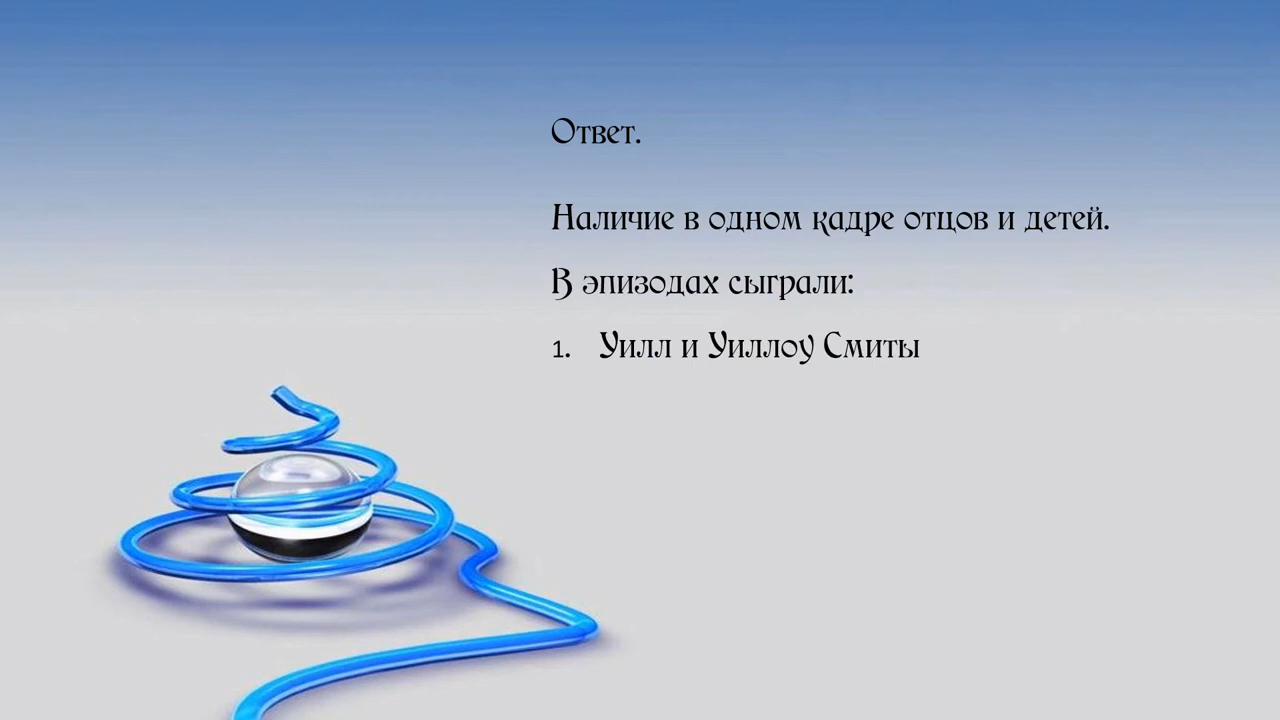 Ответ.
Наличие в одном кадре отцов и детей.
В эпизодах сыграли:
1. Уилл и Уиллоу Смиты